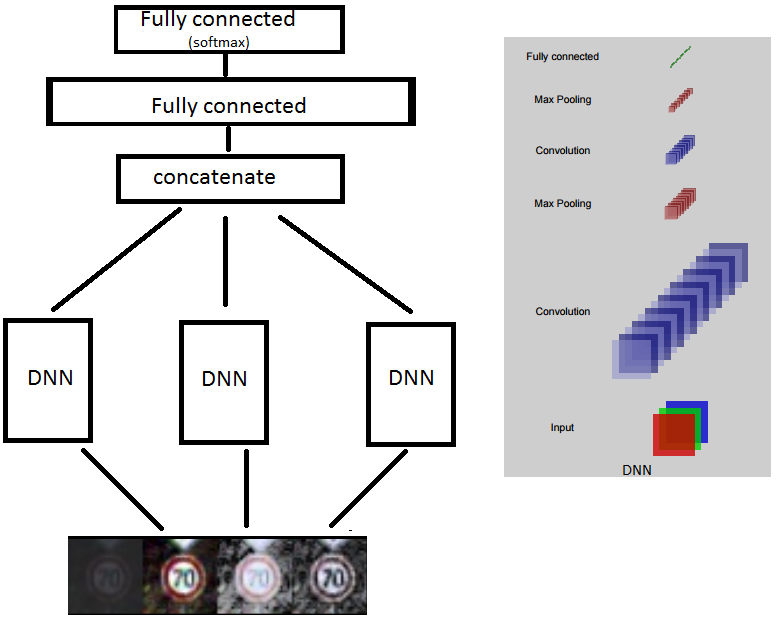 Fully connected
(softmax)
Fully connected
concatenate
DNN
DNN
DNN
70
70
70
70
Fully connected
Max Pooling
Convolution
Max Pooling
Convolution
Input
DNN